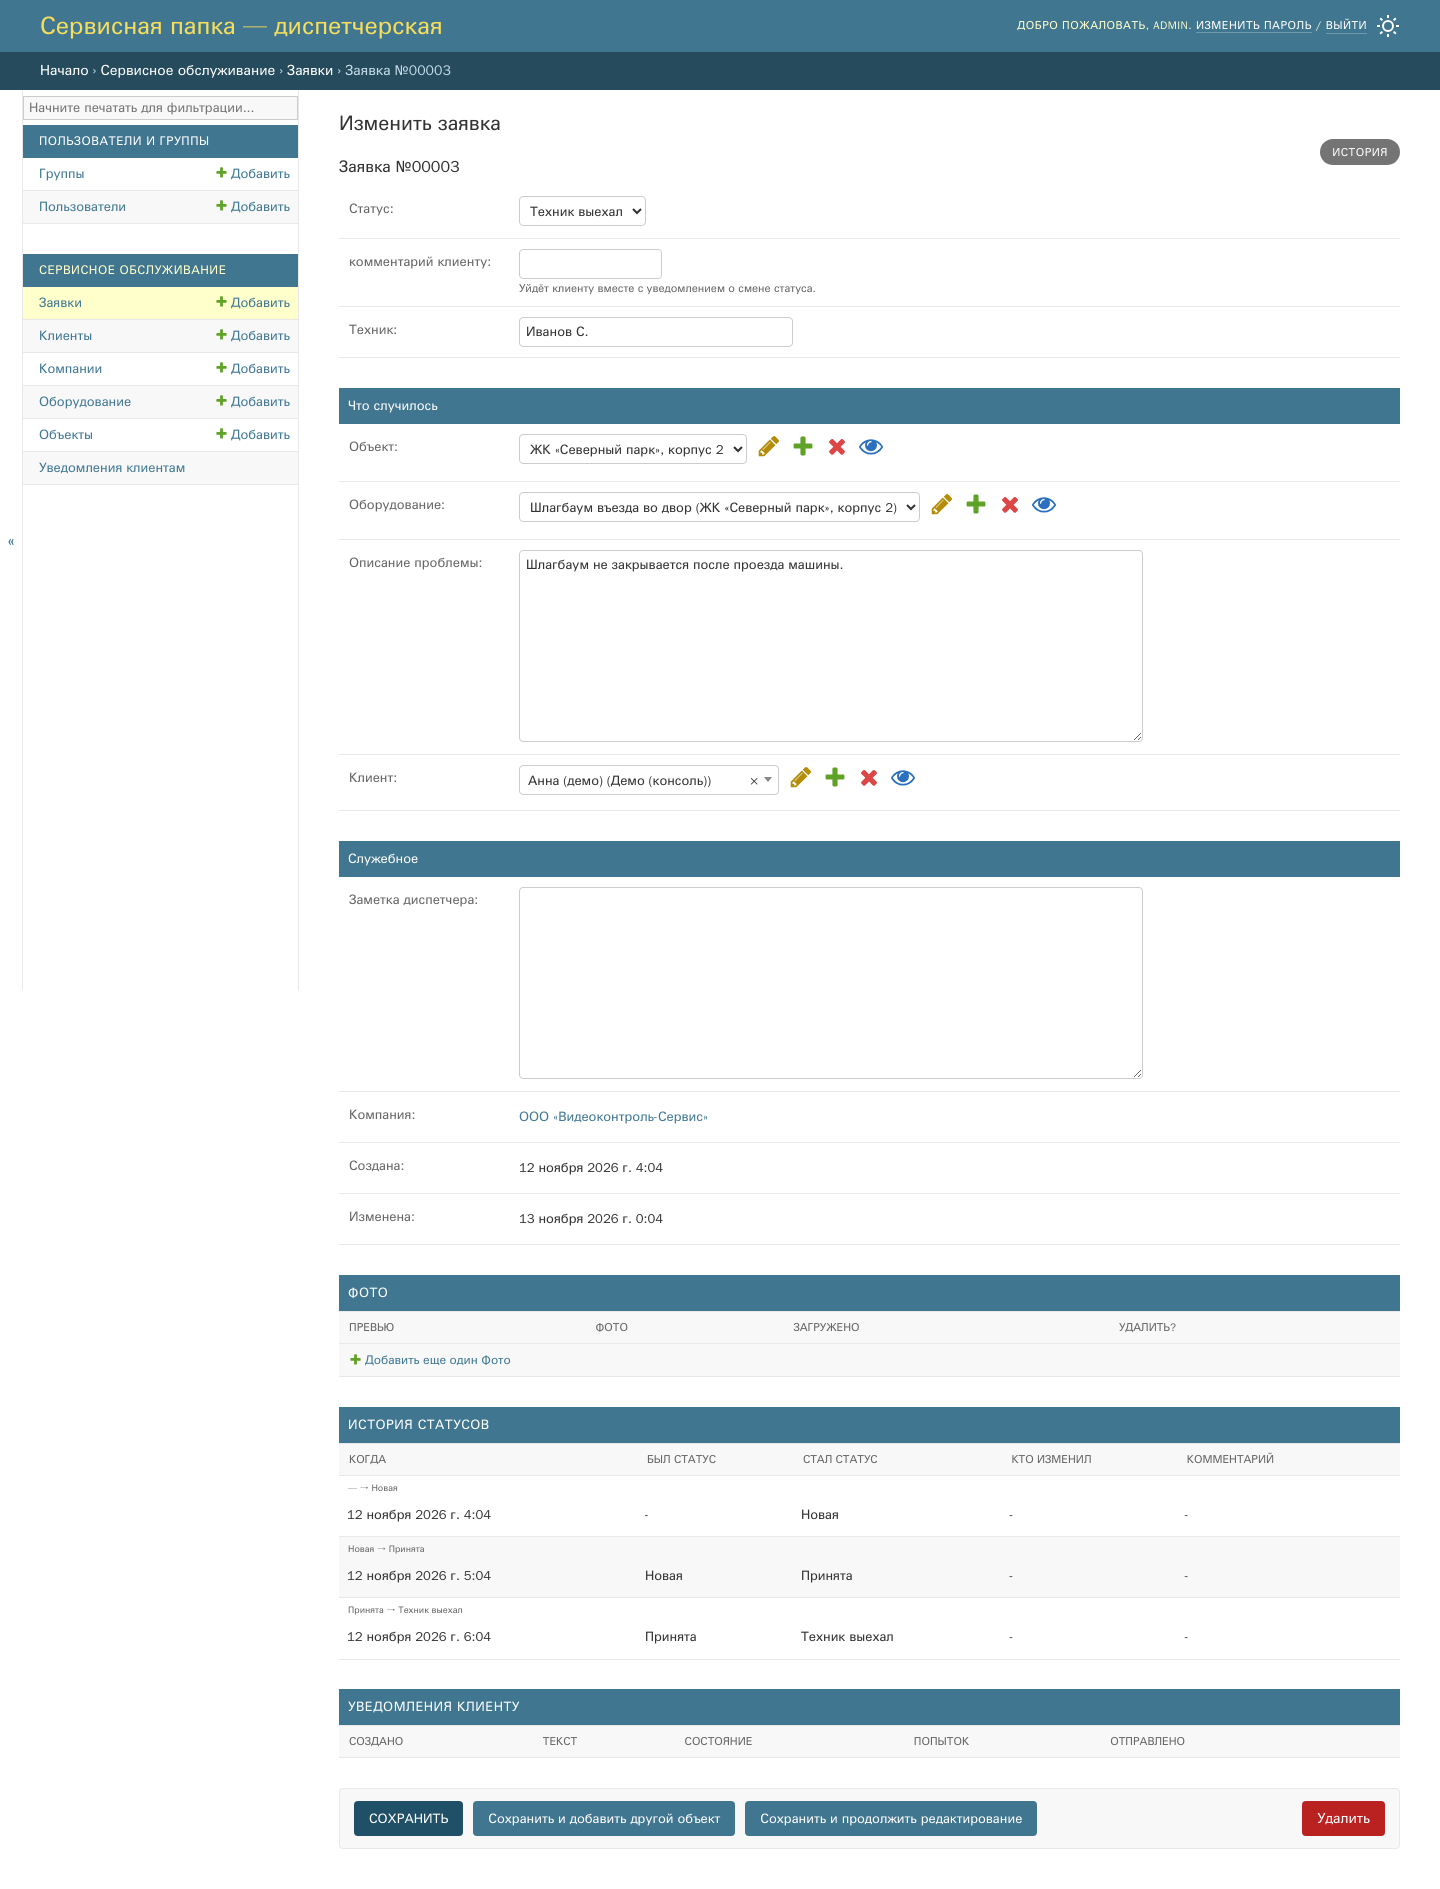 Сервисная папка — диспетчерская
ДОБРО ПОЖАЛОВАТЬ, ADMIN. ИЗМЕНИТЬ ПАРОЛЬ / ВЫЙТИ
Начало › Сервисное обслуживание › Заявки › Заявка №00003
Начните печатать для фильтрации...
ПОЛЬЗОВАТЕЛИ И ГРУППЫ
Группы Добавить
Пользователи Добавить
СЕРВИСНОЕ ОБСЛУЖИВАНИЕ
Заявки Добавить
Клиенты Добавить
Компании Добавить
Оборудование Добавить
Объекты Добавить
Уведомления клиентам
«
Изменить заявка
ИСТОРИЯ
Заявка №00003
Статус: Техник выехал
комментарий клиенту:
Уйдёт клиенту вместе с уведомлением о смене статуса.
Техник: Иванов С.
Что случилось
Объект: ЖК «Северный парк», корпус 2
Оборудование: Шлагбаум въезда во двор (ЖК «Северный парк», корпус 2)
Описание проблемы: Шлагбаум не закрывается после проезда машины.
Клиент: Анна (демо) (Демо (консоль)) ×
Служебное
Заметка диспетчера:
Компания: ООО «Видеоконтроль-Сервис»
Создана: 12 ноября 2026 г. 4:04
Изменена: 13 ноября 2026 г. 0:04
ФОТО
ПРЕВЬЮ ФОТО ЗАГРУЖЕНО УДАЛИТЬ?
Добавить еще один Фото
ИСТОРИЯ СТАТУСОВ
КОГДА БЫЛ СТАТУС СТАЛ СТАТУС КТО ИЗМЕНИЛ КОММЕНТАРИЙ
— → Новая
12 ноября 2026 г. 4:04 - Новая - -
Новая → Принята
12 ноября 2026 г. 5:04 Новая Принята - -
Принята → Техник выехал
12 ноября 2026 г. 6:04 Принята Техник выехал - -
УВЕДОМЛЕНИЯ КЛИЕНТУ
СОЗДАНО ТЕКСТ СОСТОЯНИЕ ПОПЫТОК ОТПРАВЛЕНО
СОХРАНИТЬ Сохранить и добавить другой объект Сохранить и продолжить редактирование Удалить